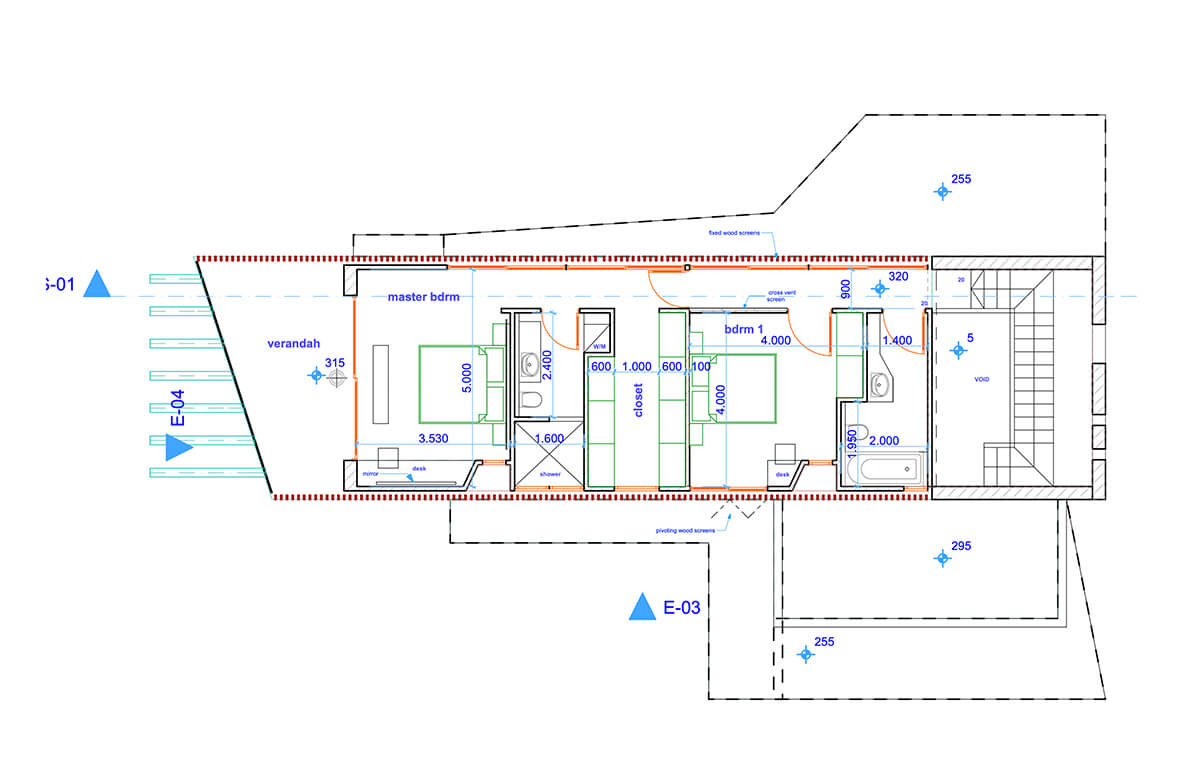 255
fixed wood screens
S-01
320
20
master bdrm
cross vent
screen
900
20
verandah
bdrm 1
4.000
1.400
5
W/M
315
2.400
600
1.000
600
100
VOID
5.000
closet
4.000
E-04
3.530
1.600
1.950
2.000
mirror
desk
shower
desk
pivoting wood screens
295
E-03
255